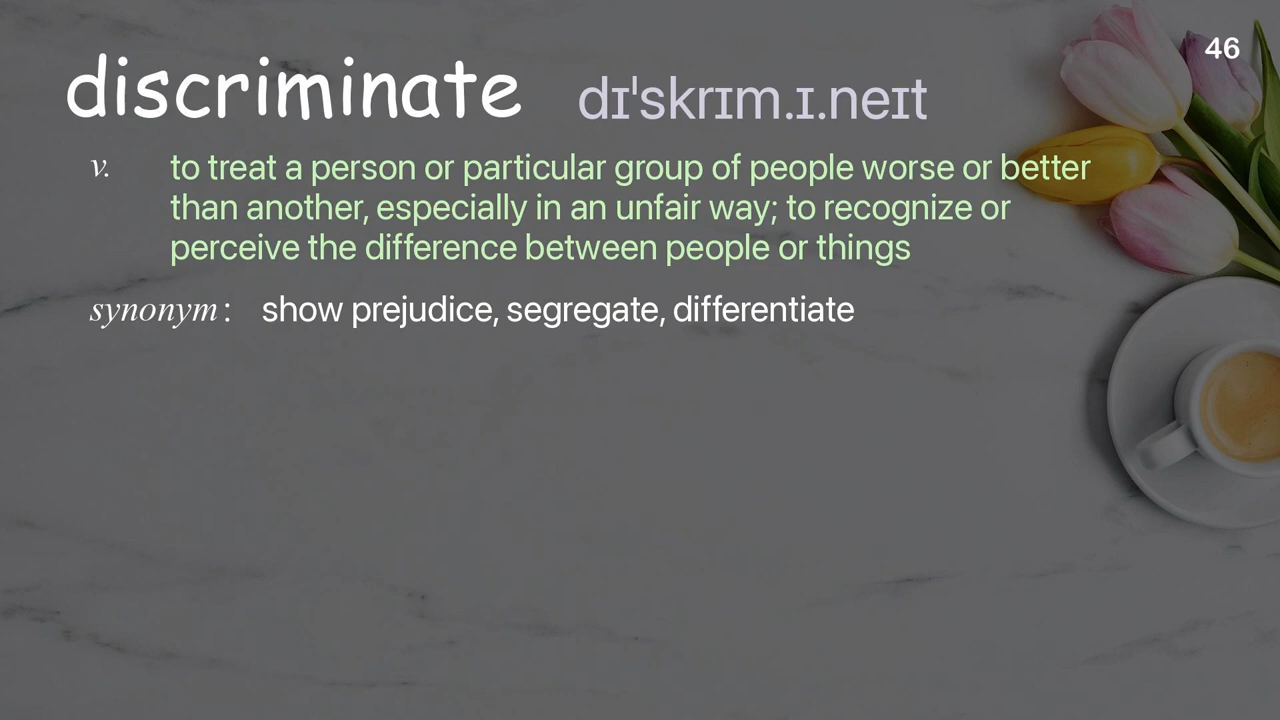 46
discriminate dɪˈskrɪm.ɪ.neɪt
v. to treat a person or particular group of people worse or better
than another, especially in an unfair way; to recognize or
perceive the difference between people or things
synonym: show prejudice, segregate, differentiate